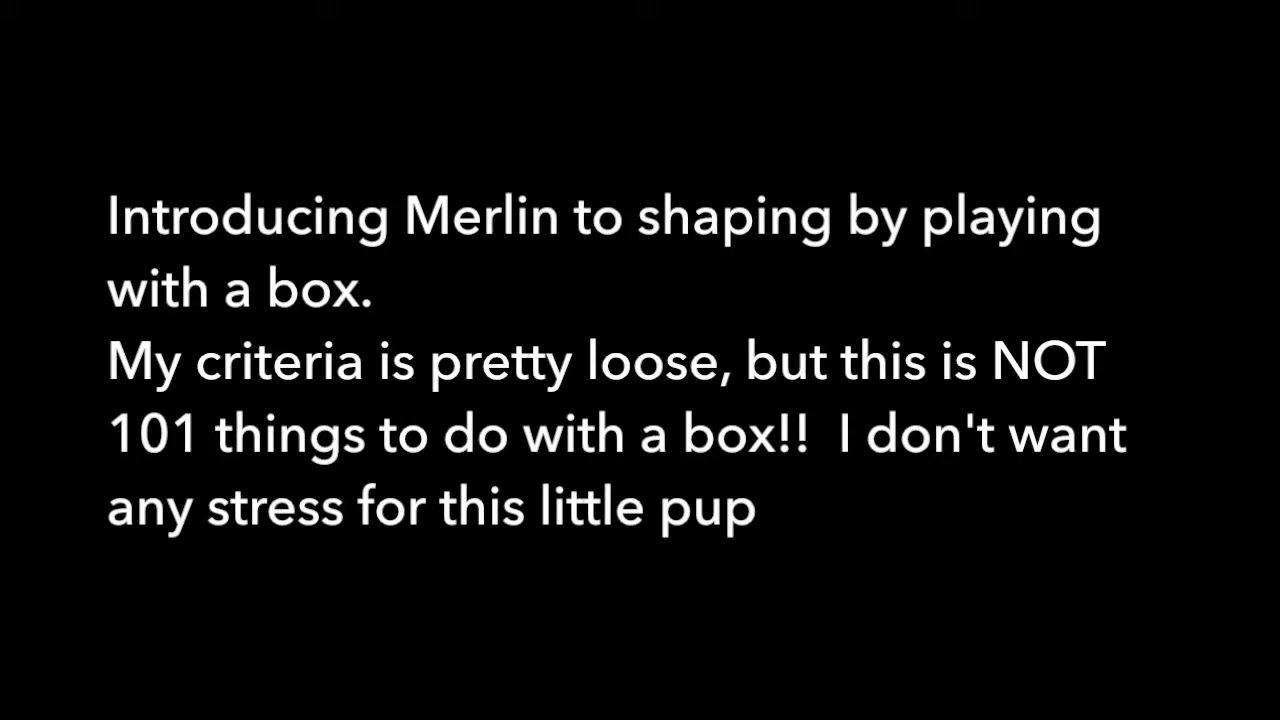 Introducing Merlin to shaping by playing
with a box.
My criteria is pretty loose, but this is NOT
101 things to do with a box!!  I don't want
any stress for this little pup